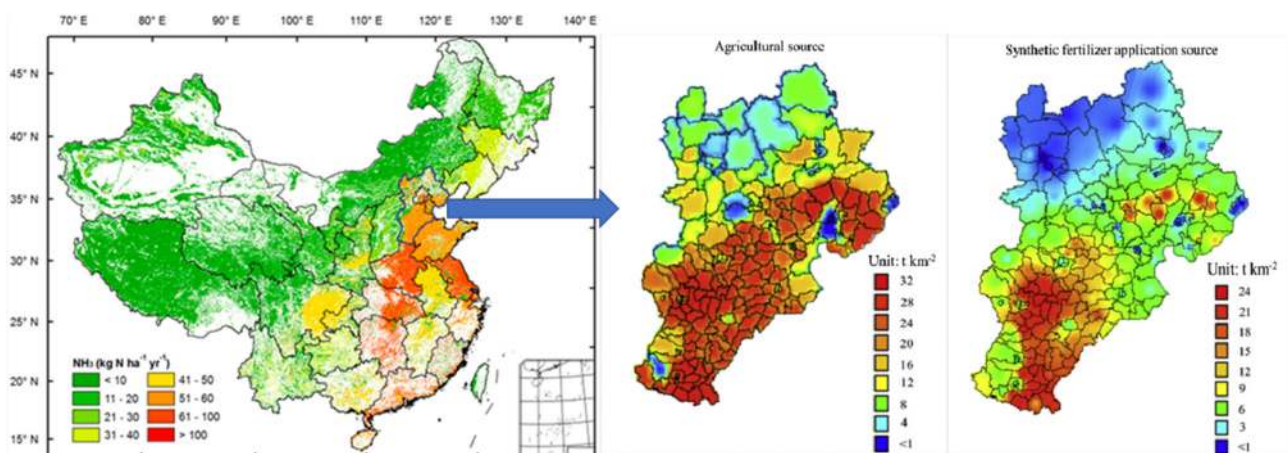 70° E 80° E 90° E 100° E 110° E 120° E 130° E 140° E
45° N
40° N
35° N
30° N
25° N
20° N
15° N
NH₃ (kg N ha⁻¹ yr⁻¹)
< 10 41 - 50
11 - 20 51 - 60
21 - 30 61 - 100
31 - 40 > 100
Agricultural source
Unit: t km⁻²
32
28
24
20
16
12
8
4
<1
Synthetic fertilizer application source
Unit: t km⁻²
24
21
18
15
12
9
6
3
<1